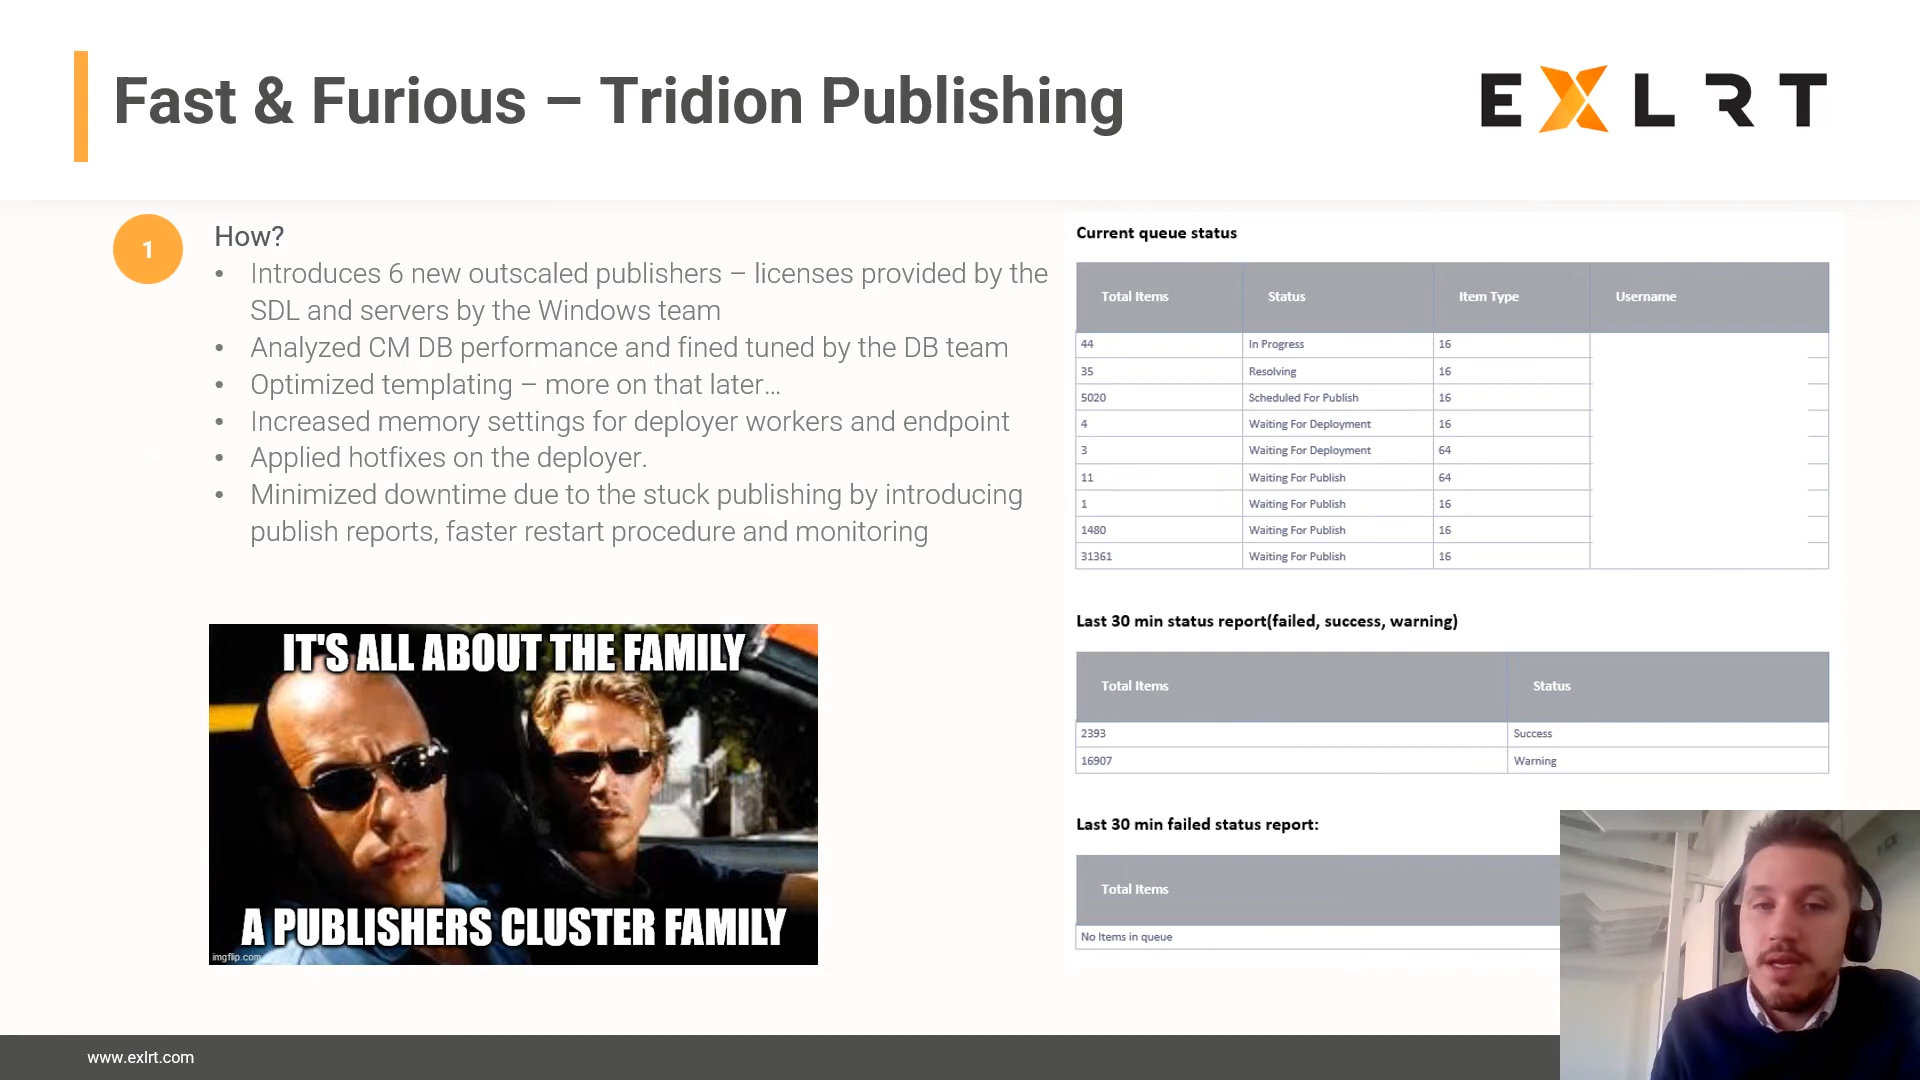 Fast & Furious – Tridion Publishing
EXLRT
1
How?
• Introduces 6 new outscaled publishers – licenses provided by the
SDL and servers by the Windows team
• Analyzed CM DB performance and fined tuned by the DB team
• Optimized templating – more on that later...
• Increased memory settings for deployer workers and endpoint
• Applied hotfixes on the deployer.
• Minimized downtime due to the stuck publishing by introducing
publish reports, faster restart procedure and monitoring
IT'S ALL ABOUT THE FAMILY
A PUBLISHERS CLUSTER FAMILY
imgflip.com
Current queue status
Total Items Status Item Type Username
44 In Progress 16
35 Resolving 16
5020 Scheduled For Publish 16
4 Waiting For Deployment 16
3 Waiting For Deployment 64
11 Waiting For Publish 64
1 Waiting For Publish 16
1480 Waiting For Publish 16
31361 Waiting For Publish 16
Last 30 min status report(failed, success, warning)
Total Items Status
2393 Success
16907 Warning
Last 30 min failed status report:
Total Items
No Items in queue
www.exlrt.com